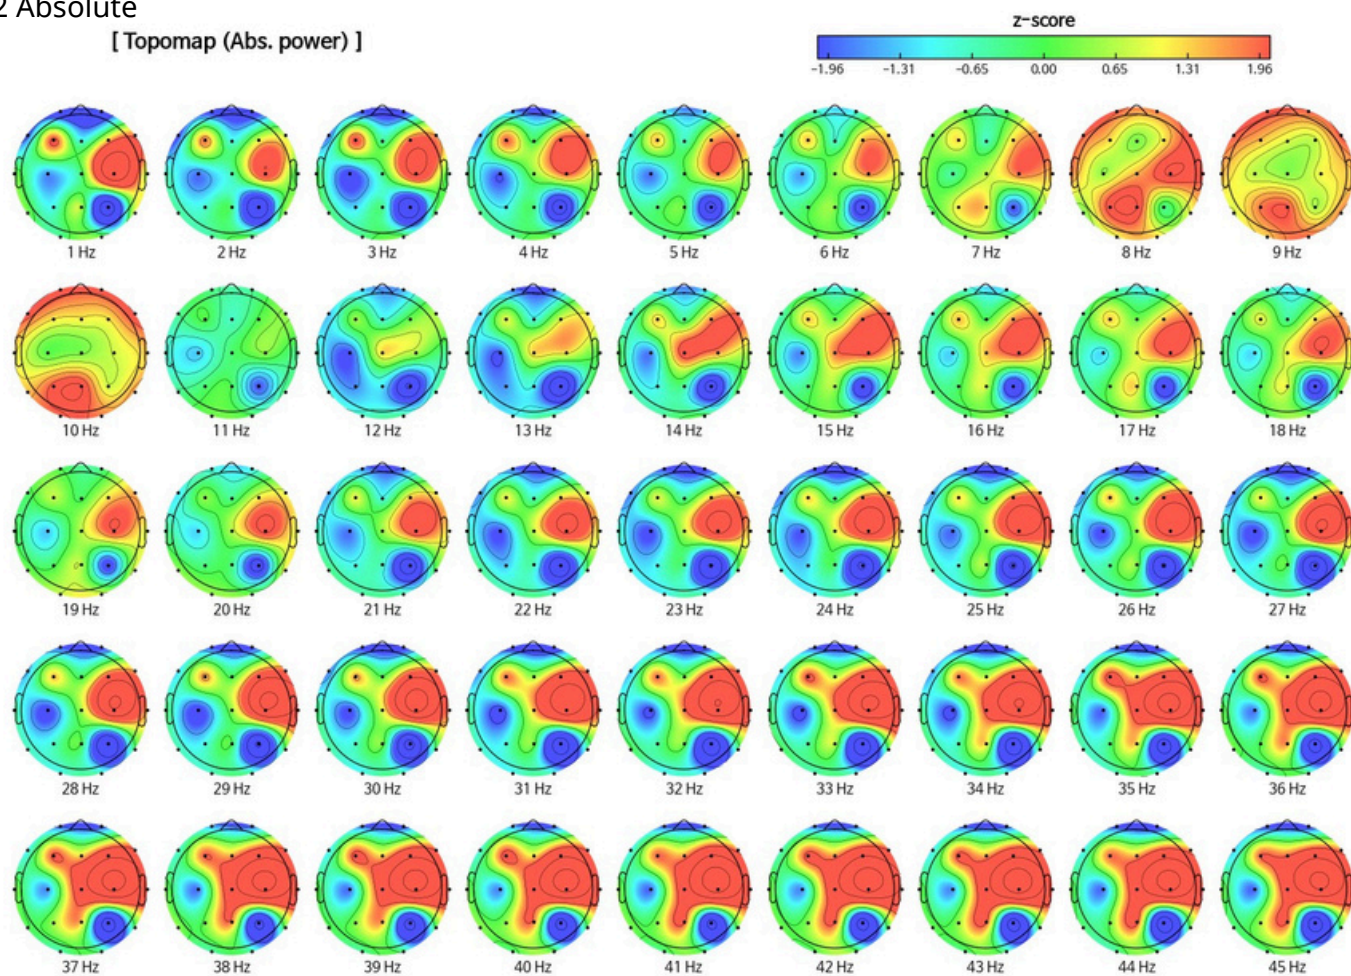 2 Absolute
[ Topomap (Abs. power) ]
z-score
-1.96 -1.31 -0.65 0.00 0.65 1.31 1.96
1 Hz 2 Hz 3 Hz 4 Hz 5 Hz 6 Hz 7 Hz 8 Hz 9 Hz
10 Hz 11 Hz 12 Hz 13 Hz 14 Hz 15 Hz 16 Hz 17 Hz 18 Hz
19 Hz 20 Hz 21 Hz 22 Hz 23 Hz 24 Hz 25 Hz 26 Hz 27 Hz
28 Hz 29 Hz 30 Hz 31 Hz 32 Hz 33 Hz 34 Hz 35 Hz 36 Hz
37 Hz 38 Hz 39 Hz 40 Hz 41 Hz 42 Hz 43 Hz 44 Hz 45 Hz